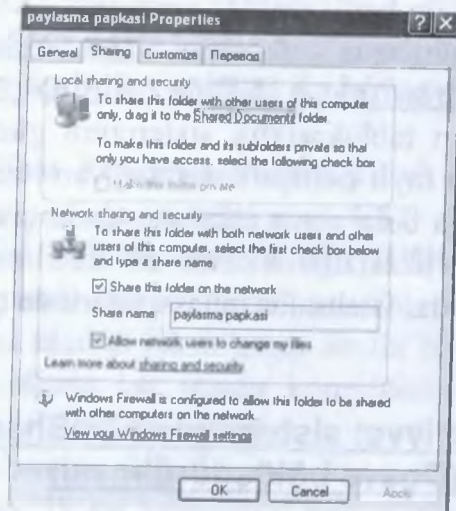 paylasma papkasi Properties
General Sharing Customize Перевод
Local sharing and security
To share this folder with other users of this computer
only, drag it to the Shared Documents folder.
To make this folder and its subfolders private so that
only you have access, select the following check box
Make this folder private
Network sharing and security
To share this folder with both network users and other
users of this computer, select the first check box below
and type a share name
Share this folder on the network
Share name paylasma papkasi
Allow network users to change my files
Learn more about sharing and security
Windows Firewall is configured to allow this folder to be shared
with other computers on the network.
View your Windows Firewall settings
OK Cancel Apply